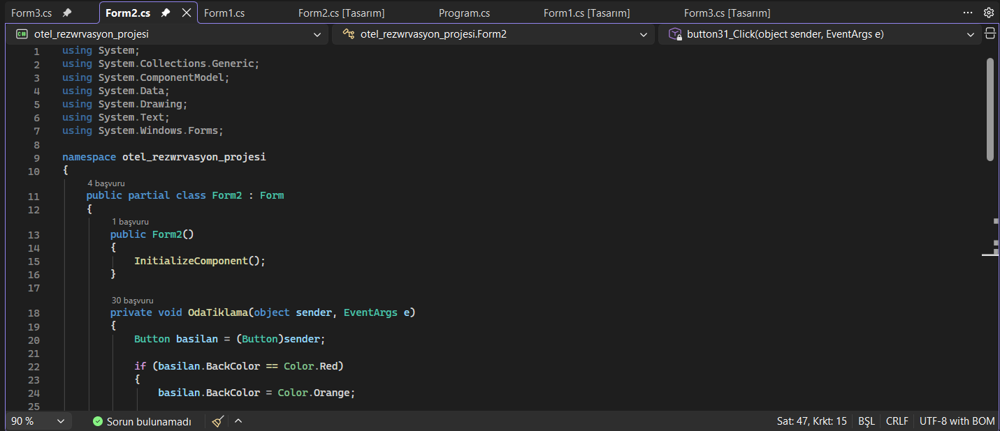 Form3.cs Form2.cs Form1.cs Form2.cs [Tasarım] Program.cs Form1.cs [Tasarım] Form3.cs [Tasarım]
C# otel_rezwrvasyon_projesi otel_rezwrvasyon_projesi.Form2 button31_Click(object sender, EventArgs e)
1 using System;
2 using System.Collections.Generic;
3 using System.ComponentModel;
4 using System.Data;
5 using System.Drawing;
6 using System.Text;
7 using System.Windows.Forms;
8
9 namespace otel_rezwrvasyon_projesi
10 {
4 başvuru
11 public partial class Form2 : Form
12 {
1 başvuru
13 public Form2()
14 {
15 InitializeComponent();
16 }
17
30 başvuru
18 private void OdaTiklama(object sender, EventArgs e)
19 {
20 Button basilan = (Button)sender;
21
22 if (basilan.BackColor == Color.Red)
23 {
24 basilan.BackColor = Color.Orange;
25
90 % Sorun bulunamadı Sat: 47, Krkt: 15 BŞL CRLF UTF-8 with BOM